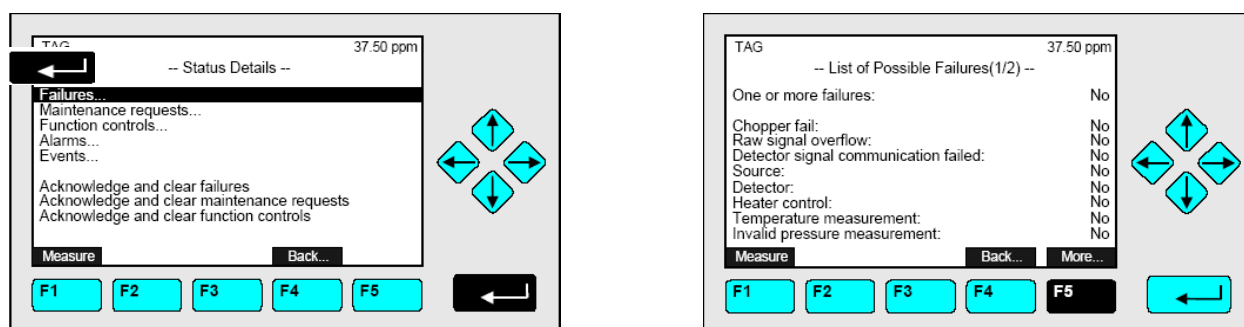 TAG 37.50 ppm
-- Status Details --
Failures...
Maintenance requests...
Function controls...
Alarms...
Events...
Acknowledge and clear failures
Acknowledge and clear maintenance requests
Acknowledge and clear function controls
Measure Back...
F1 F2 F3 F4 F5
TAG 37.50 ppm
-- List of Possible Failures(1/2) --
One or more failures: No
Chopper fail: No
Raw signal overflow: No
Detector signal communication failed: No
Source: No
Detector: No
Heater control: No
Temperature measurement: No
Invalid pressure measurement: No
Measure Back... More...
F1 F2 F3 F4 F5